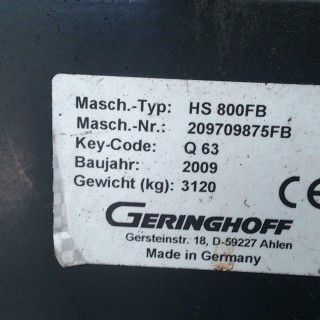 Masch.-Typ: HS 800FB
Masch.-Nr.: 209709875FB
Key-Code: Q 63
Baujahr: 2009
Gewicht (kg): 3120
CE
GERINGHOFF
Gersteinstr. 18, D-59227 Ahlen
Made in Germany